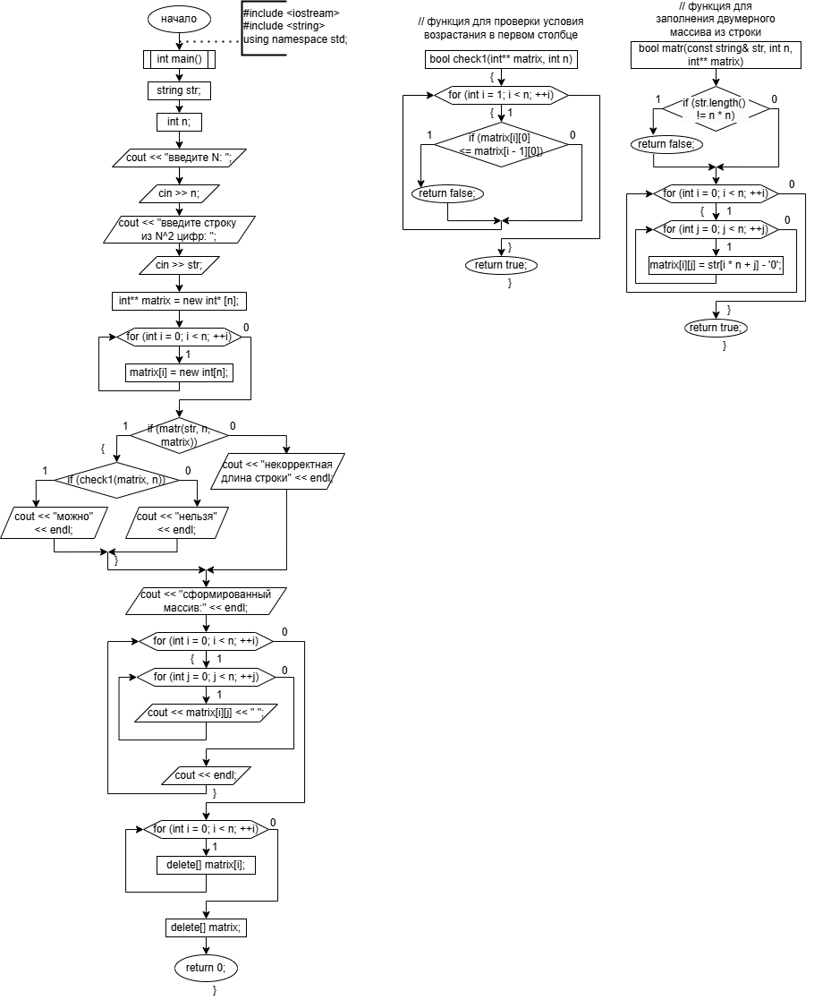 начало
#include <iostream>
#include <string>
using namespace std;
int main()
string str;
int n;
cout << "введите N: ";
cin >> n;
cout << "введите строку
из N^2 цифр: ";
cin >> str;
int** matrix = new int* [n];
for (int i = 0; i < n; ++i)
0
1
matrix[i] = new int[n];
if (matr(str, n,
matrix))
1
0
{
if (check1(matrix, n))
1
0
cout << "можно"
<< endl;
cout << "нельзя"
<< endl;
}
cout << "некорректная
длина строки" << endl;
cout << "сформированный
массив:" << endl;
for (int i = 0; i < n; ++i)
0
{ 1
for (int j = 0; j < n; ++j)
0
1
cout << matrix[i][j] << " ";
cout << endl;
}
for (int i = 0; i < n; ++i)
0
1
delete[] matrix[i];
delete[] matrix;
return 0;
}
// функция для проверки условия
возрастания в первом столбце
bool check1(int** matrix, int n)
{
for (int i = 1; i < n; ++i)
0
{ 1
if (matrix[i][0]
<= matrix[i - 1][0])
1
0
return false;
}
return true;
}
// функция для
заполнения двумерного
массива из строки
bool matr(const string& str, int n,
int** matrix)
if (str.length()
!= n * n)
1
0
return false;
for (int i = 0; i < n; ++i)
0
{ 1
for (int j = 0; j < n; ++j)
0
1
matrix[i][j] = str[i * n + j] - '0';
}
return true;
}